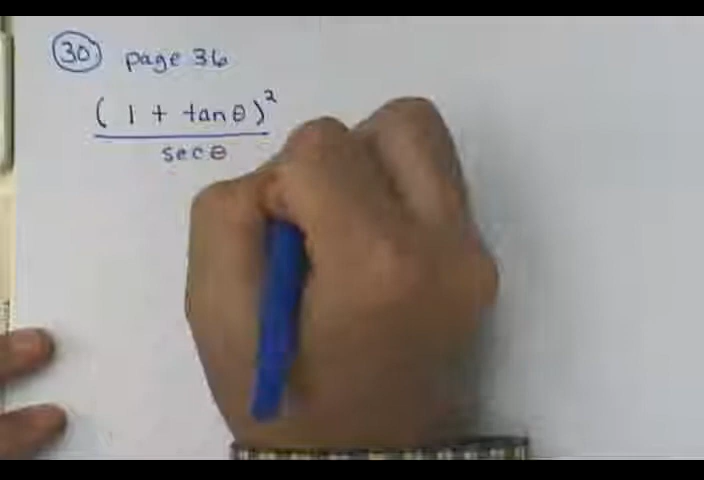 30 page 36
(1 + tanθ)²
secθ